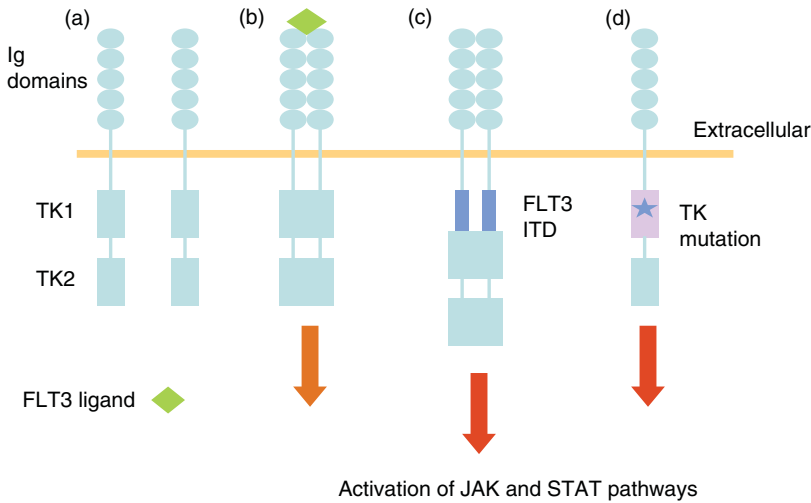 (a)
(b)
(c)
(d)
Ig
domains
Extracellular
TK1
FLT3
ITD
TK
mutation
TK2
FLT3 ligand
Activation of JAK and STAT pathways